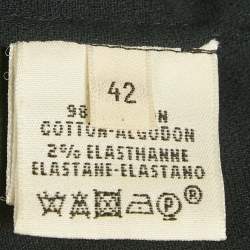 42
98
COTTON-ALGODON
2% ELASTHANNE
ELASTANE-ELASTANO
P ®